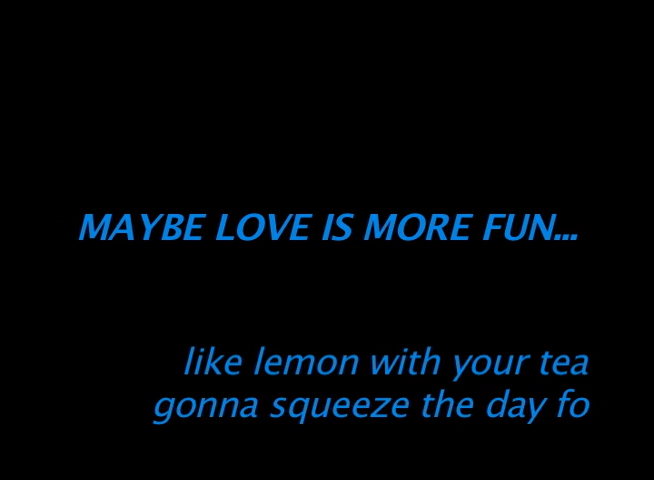 MAYBE LOVE IS MORE FUN...
like lemon with your tea
gonna squeeze the day fo